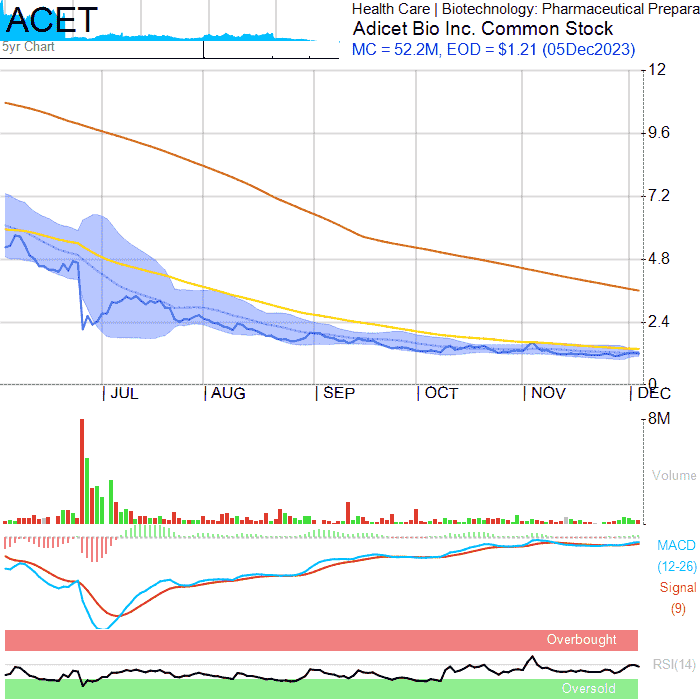 ACET
5yr Chart
Health Care | Biotechnology: Pharmaceutical Prepara
Adicet Bio Inc. Common Stock
MC = 52.2M, EOD = $1.21 (05Dec2023)
12
9.6
7.2
4.8
2.4
0
JUL
AUG
SEP
OCT
NOV
DEC
8M
Volume
MACD
(12-26)
Signal
(9)
Overbought
RSI(14)
Oversold